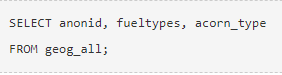 SELECT anonid, fueltypes, acorn_type
FROM geog_all;